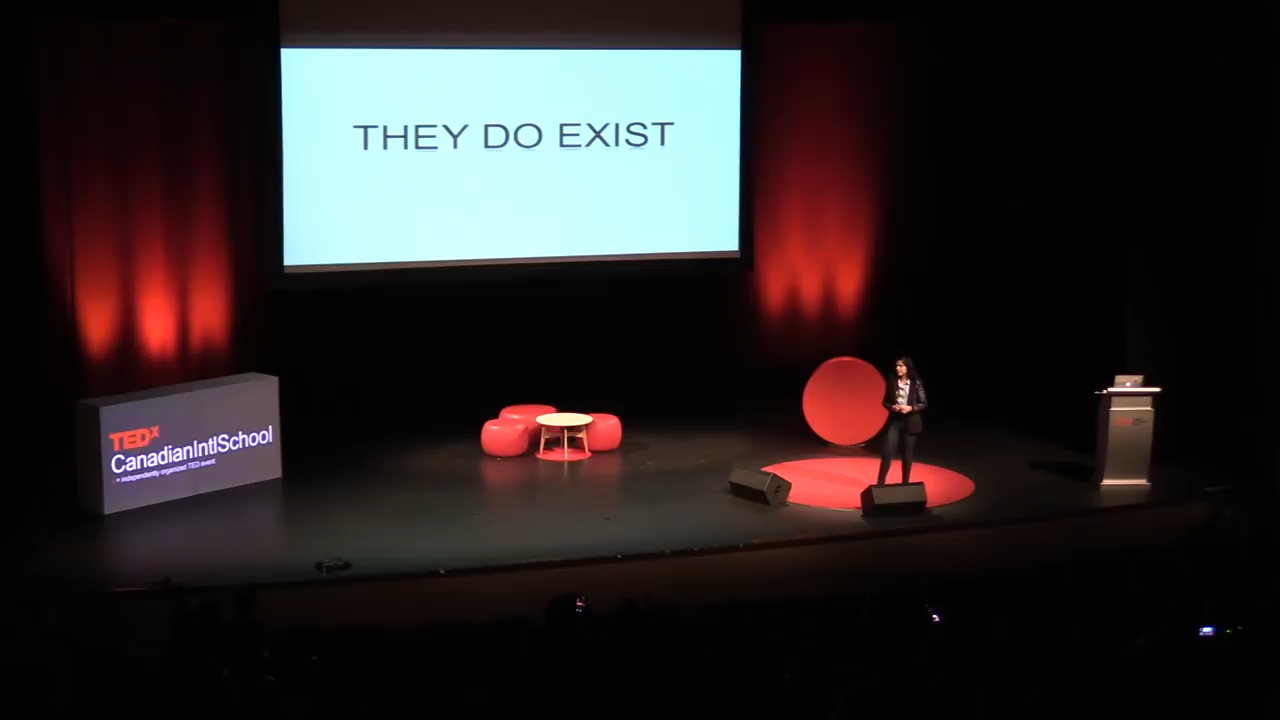 THEY DO EXIST
TEDx
CanadianIntlSchool
= independently organized TED event